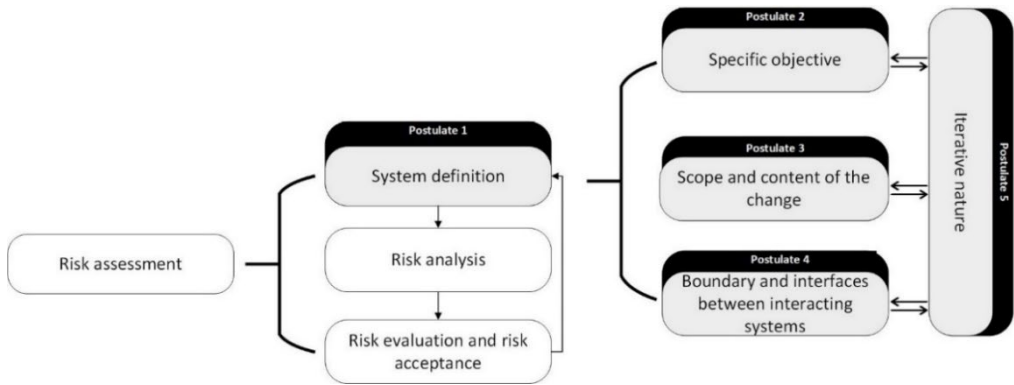 Risk assessment
Postulate 1
System definition
Risk analysis
Risk evaluation and risk
acceptance
Postulate 2
Specific objective
Postulate 3
Scope and content of the
change
Postulate 4
Boundary and interfaces
between interacting
systems
Iterative nature
Postulate 5